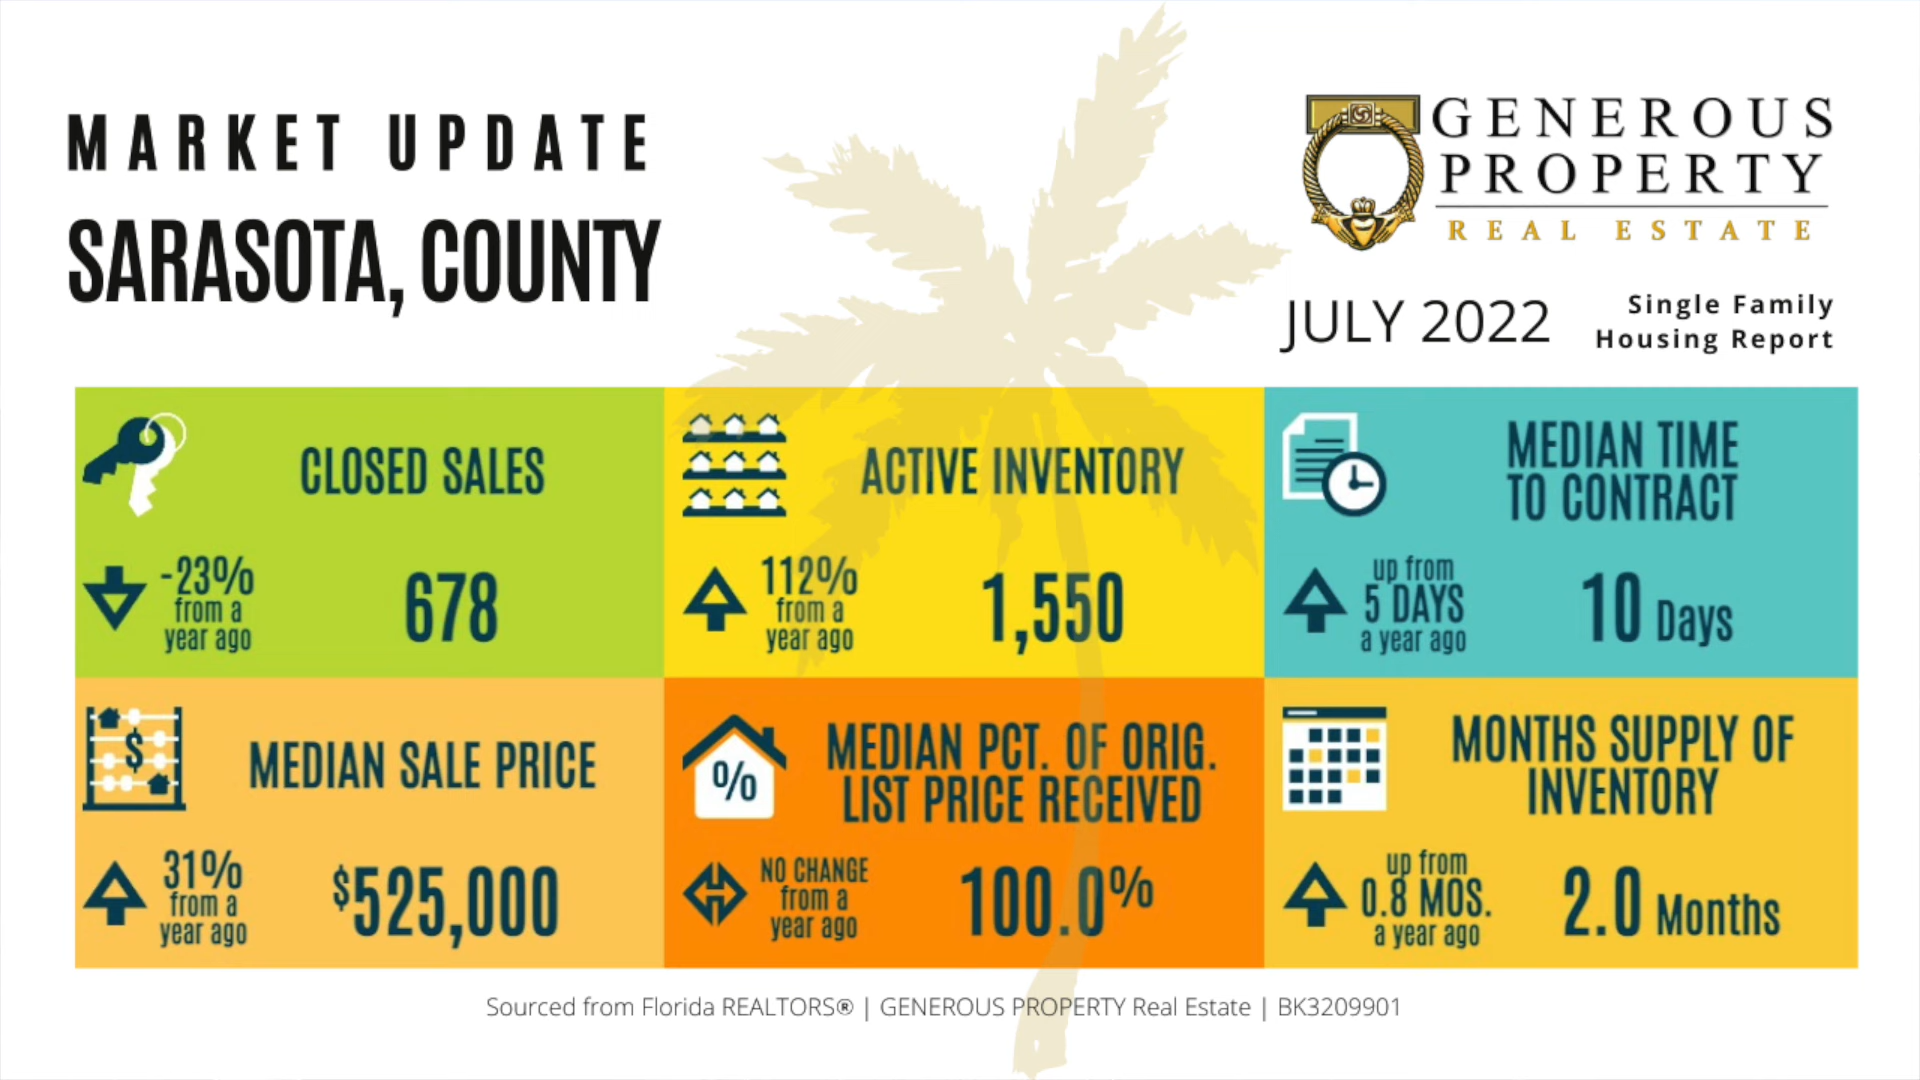 MARKET UPDATE
SARASOTA, COUNTY
GENEROUS
PROPERTY
REAL ESTATE
JULY 2022
Single Family
Housing Report
CLOSED SALES
-23%
from a
year ago
678
ACTIVE INVENTORY
112%
from a
year ago
1,550
MEDIAN TIME
TO CONTRACT
up from
5 DAYS
a year ago
10 Days
MEDIAN SALE PRICE
$
31%
from a
year ago
$525,000
MEDIAN PCT. OF ORIG.
LIST PRICE RECEIVED
%
NO CHANGE
from a
year ago
100.0%
MONTHS SUPPLY OF
INVENTORY
up from
0.8 MOS.
a year ago
2.0 Months
Sourced from Florida REALTORS® | GENEROUS PROPERTY Real Estate | BK3209901